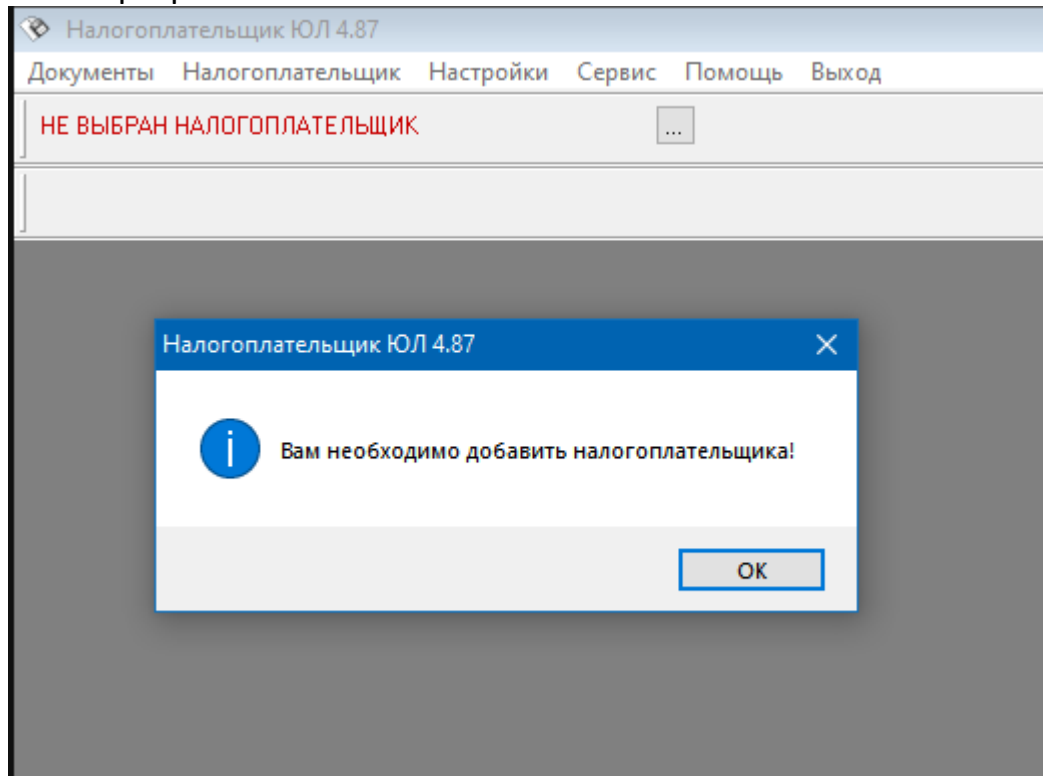 Налогоплательщик ЮЛ 4.87
Документы Налогоплательщик Настройки Сервис Помощь Выход
НЕ ВЫБРАН НАЛОГОПЛАТЕЛЬЩИК ...
Налогоплательщик ЮЛ 4.87
Вам необходимо добавить налогоплательщика!
OK